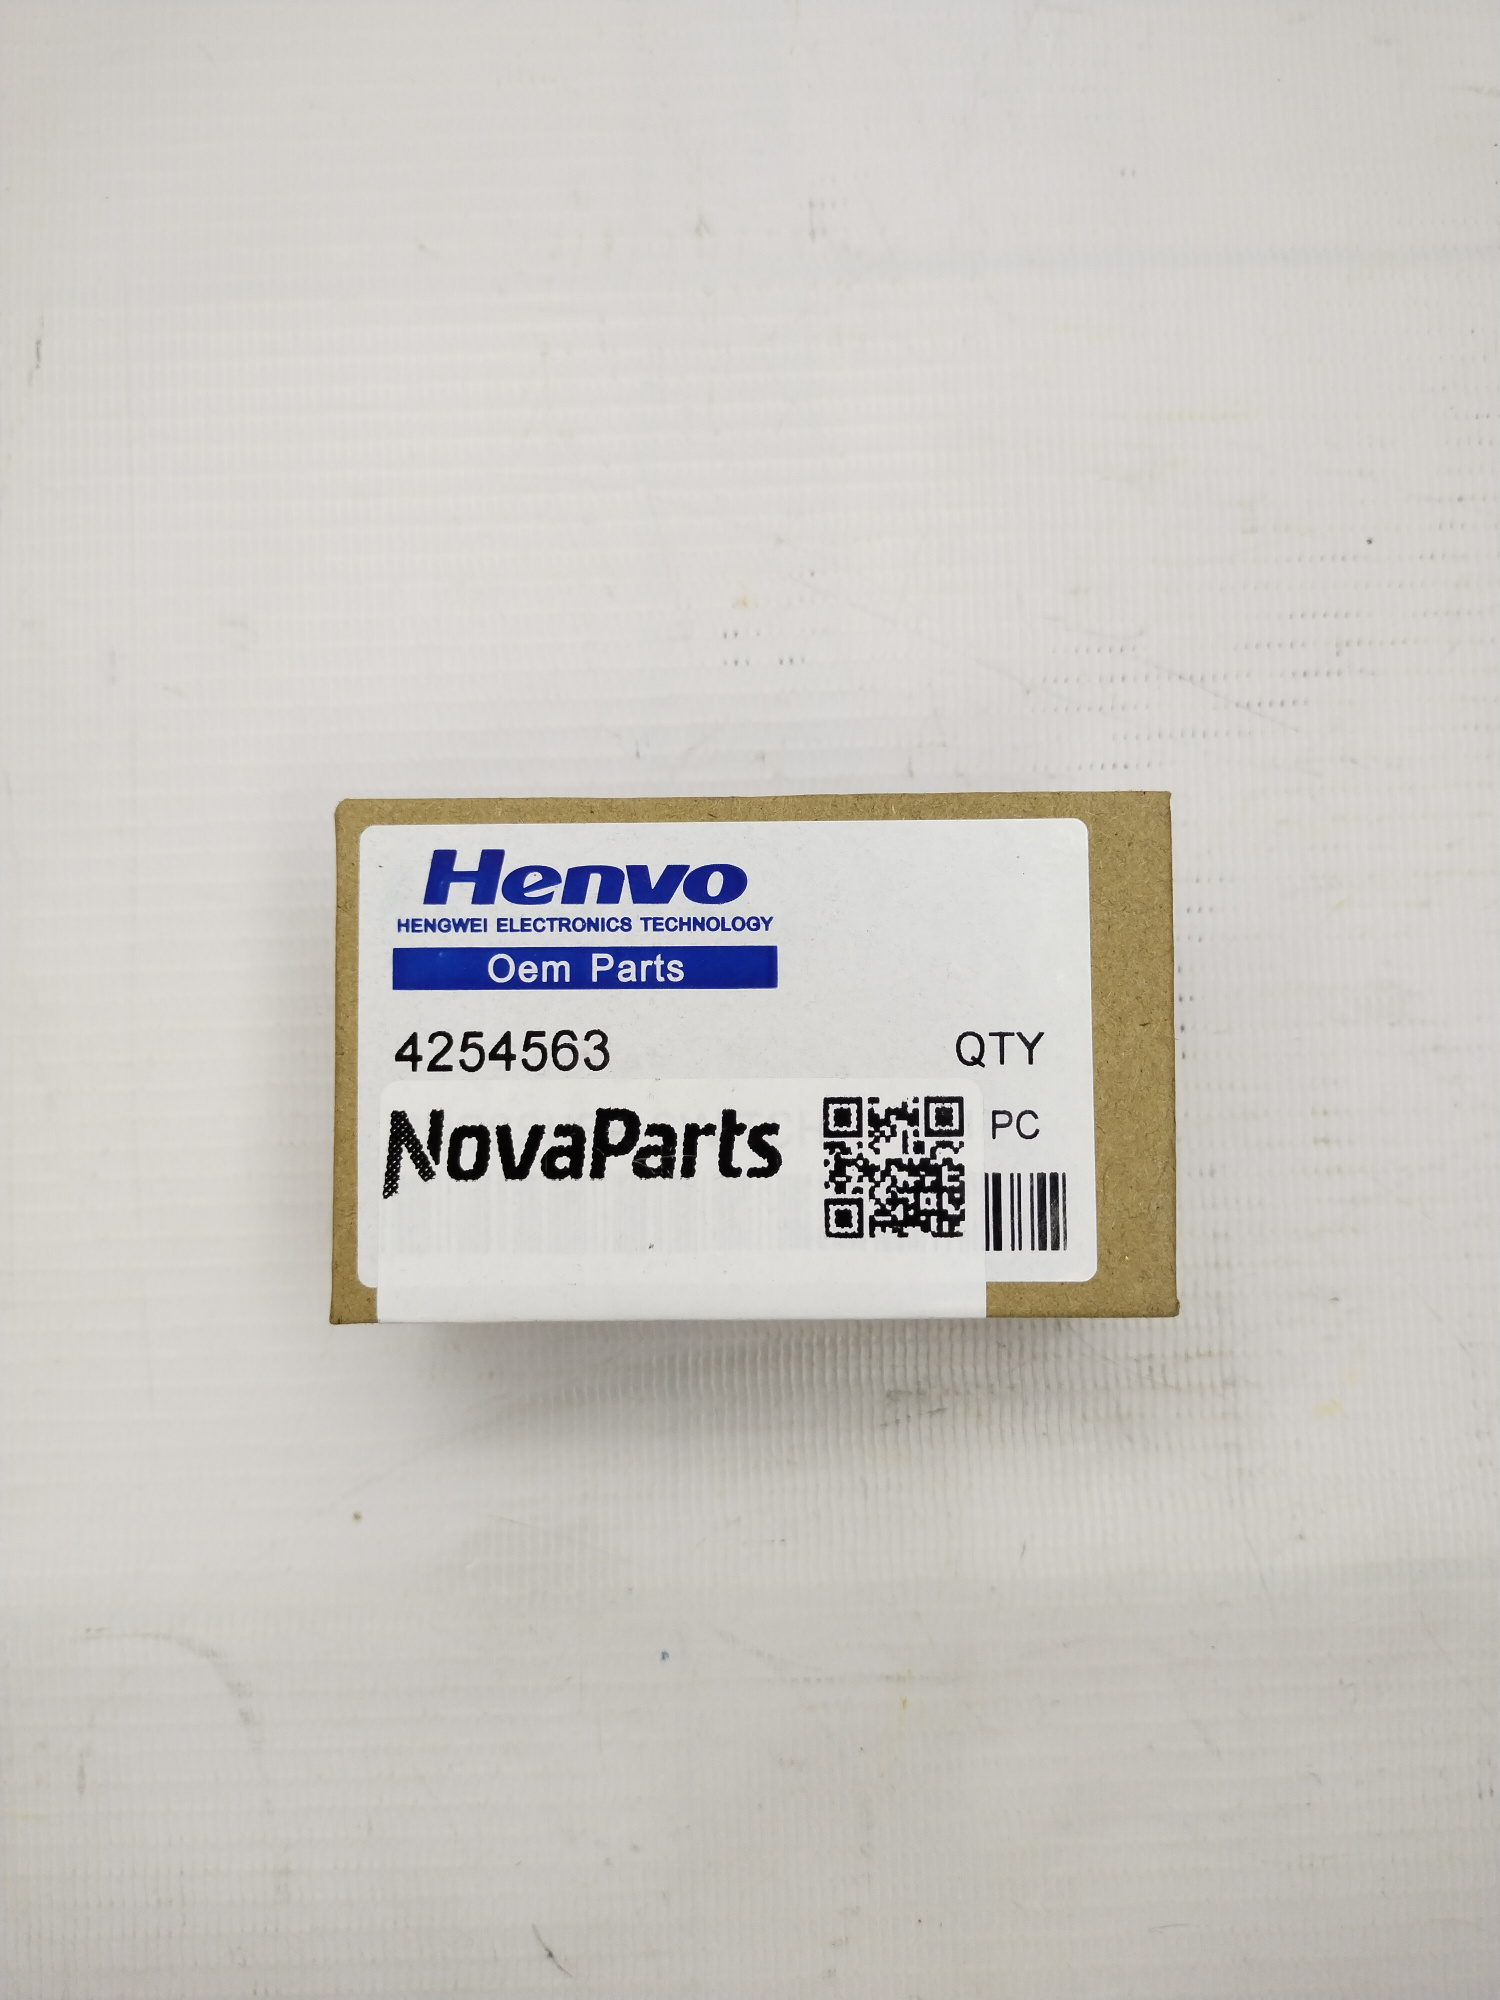 Henvo
HENGWEI ELECTRONICS TECHNOLOGY
Oem Parts
4254563 QTY
PC
NovaParts